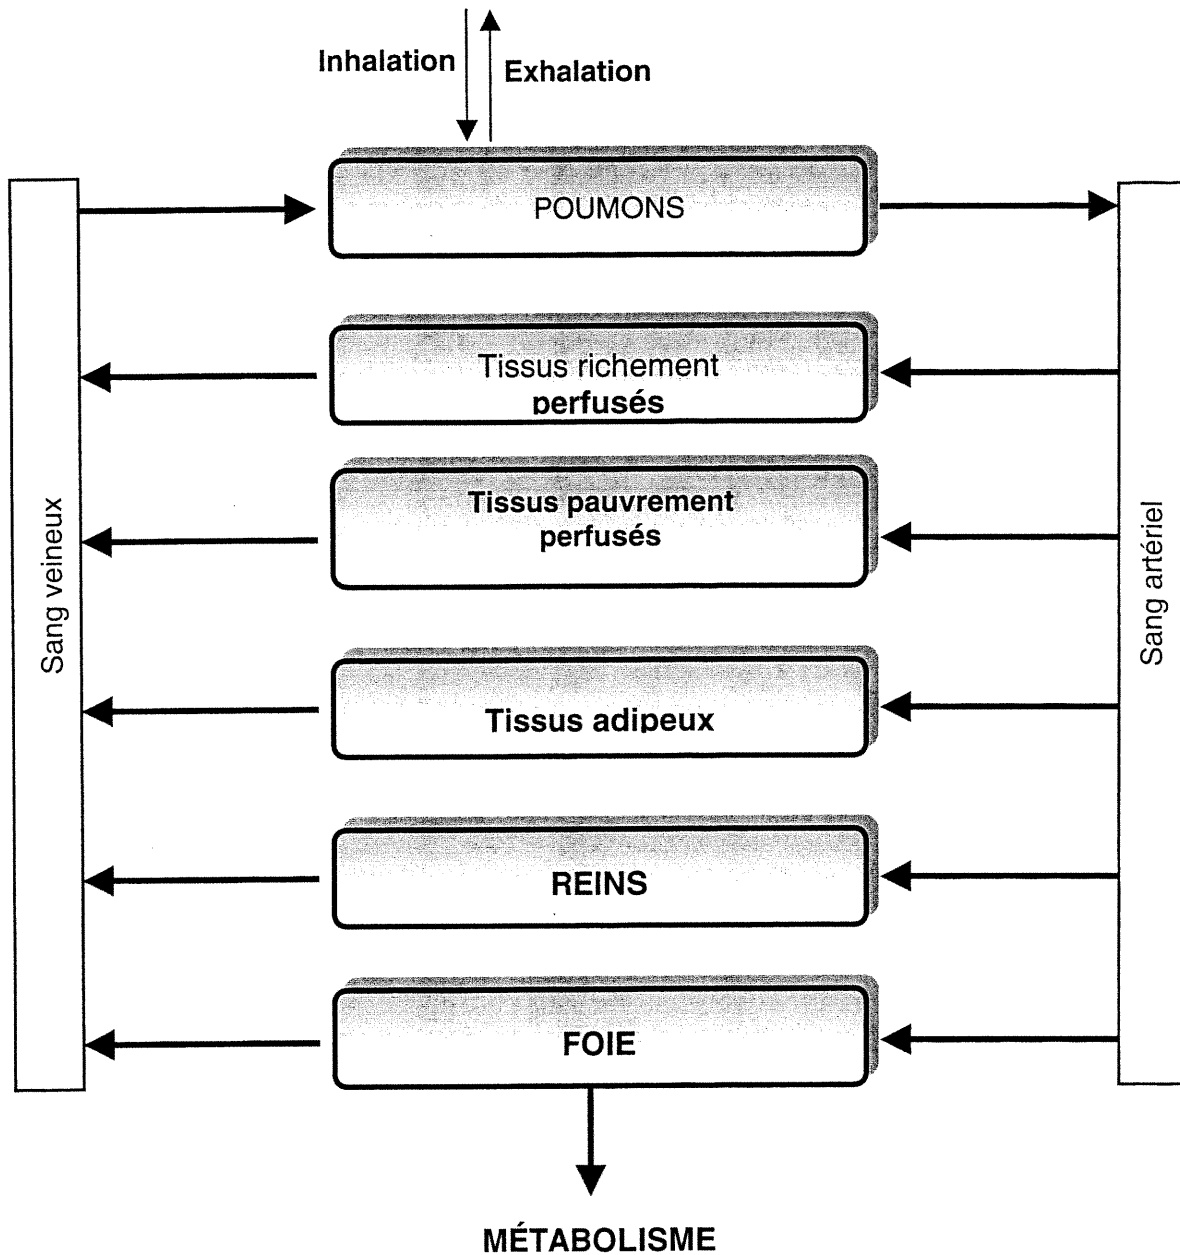 Inhalation
Exhalation
POUMONS
Tissus richement
perfusés
Tissus pauvrement
perfusés
Sang veineux
Sang artériel
Tissus adipeux
REINS
FOIE
MÉTABOLISME